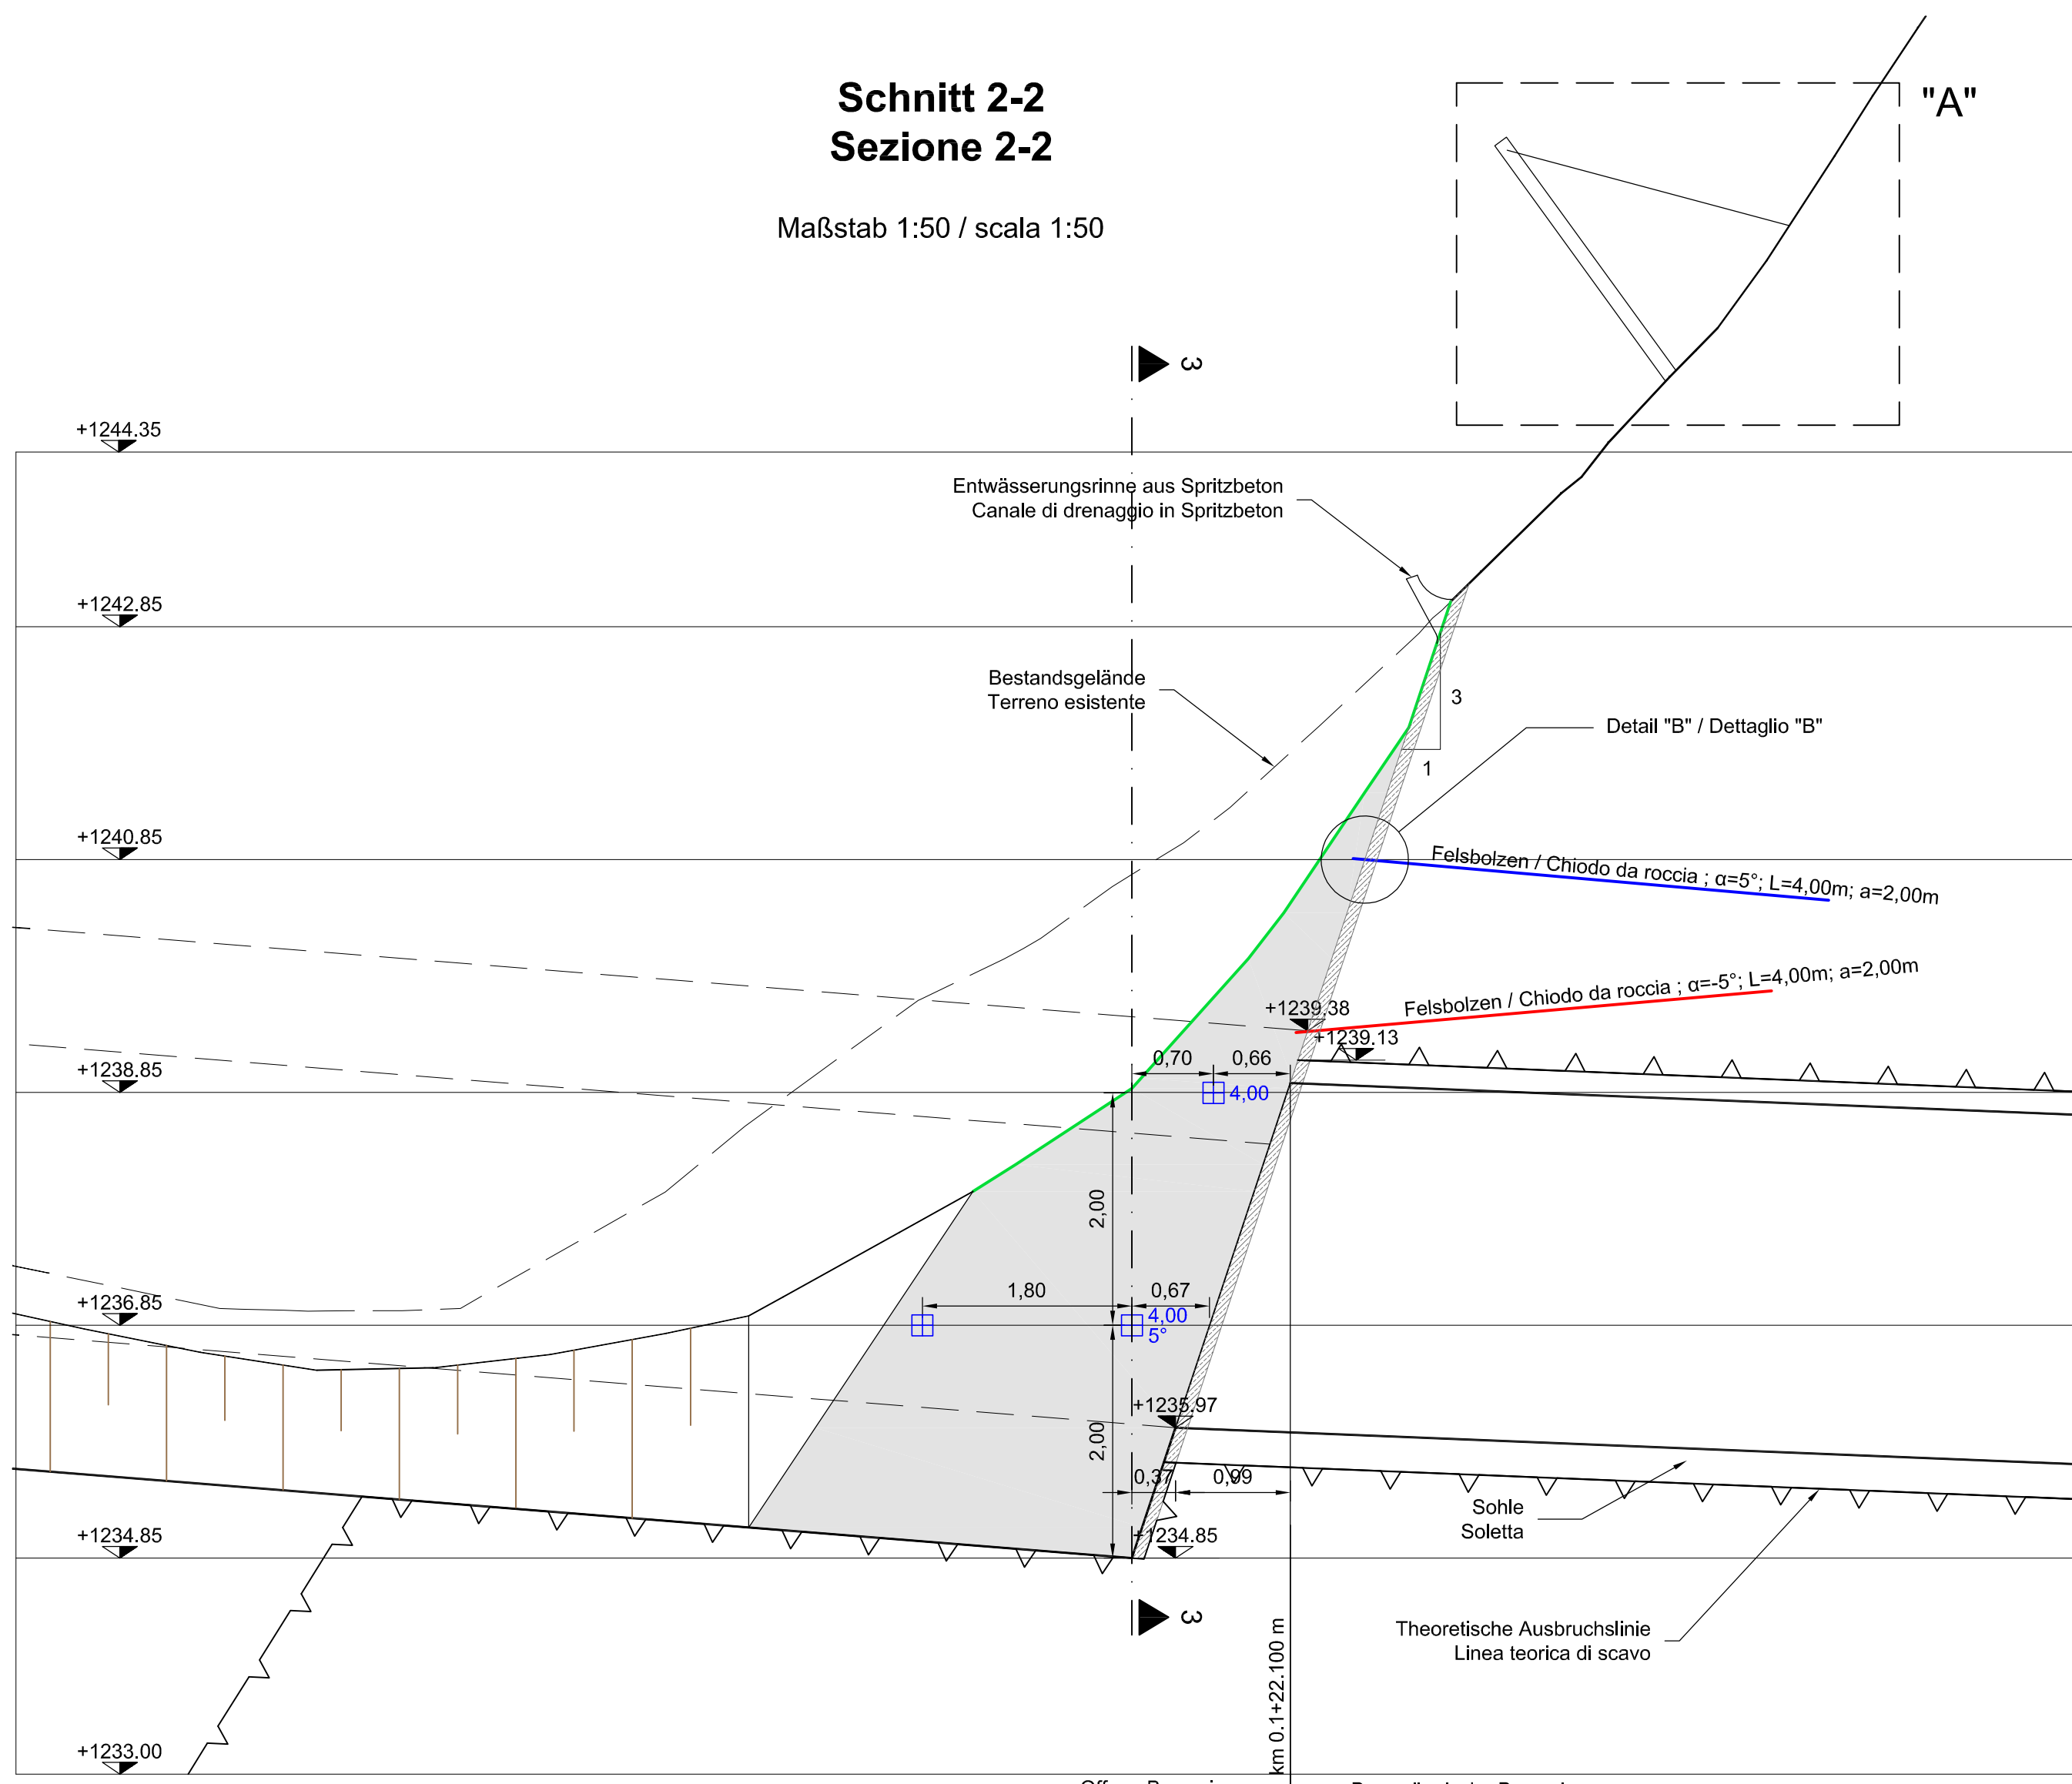 Schnitt 2-2
Sezione 2-2
Maßstab 1:50 / scala 1:50
"A"
3
+1244.35
Entwässerungsrinne aus Spritzbeton
Canale di drenaggio in Spritzbeton
+1242.85
Bestandsgelände
Terreno esistente
3
1
Detail "B" / Dettaglio "B"
+1240.85
Felsbolzen / Chiodo da roccia ; α=5°; L=4,00m; a=2,00m
Felsbolzen / Chiodo da roccia ; α=-5°; L=4,00m; a=2,00m
+1239.38
+1239.13
+1238.85
0,70
0,66
4,00
2,00
+1236.85
1,80
0,67
4,00
5°
+1235.97
2,00
0,37
0,99
Sohle
Soletta
+1234.85
+1234.85
3
Theoretische Ausbruchslinie
Linea teorica di scavo
km 0.1+22.100 m
+1233.00